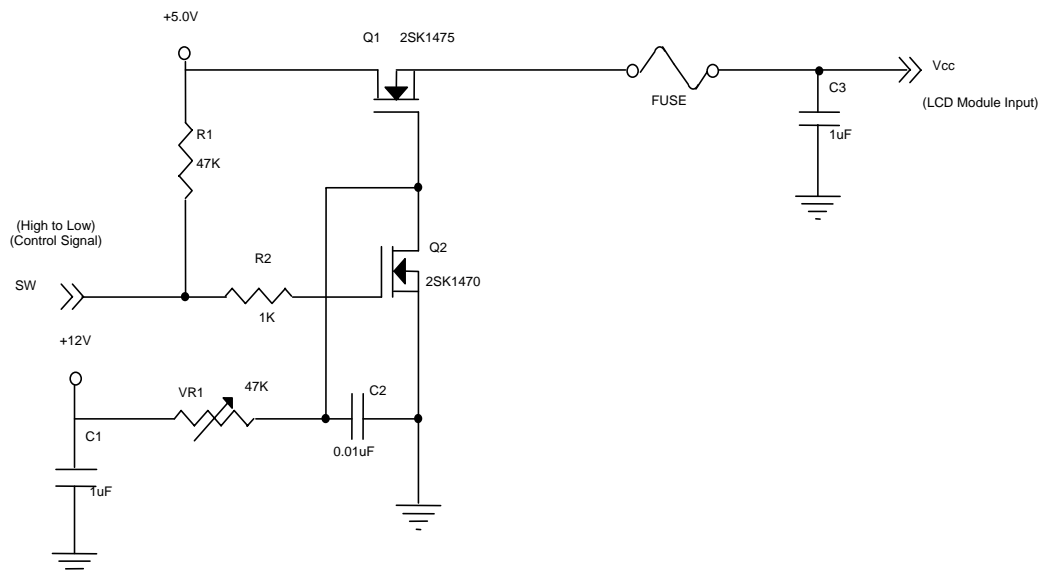 +5.0V
Q1 2SK1475
Vcc
(LCD Module Input)
FUSE
C3
1uF
R1
47K
(High to Low)
(Control Signal)
SW
R2
1K
Q2
2SK1470
+12V
VR1
47K
C2
0.01uF
C1
1uF